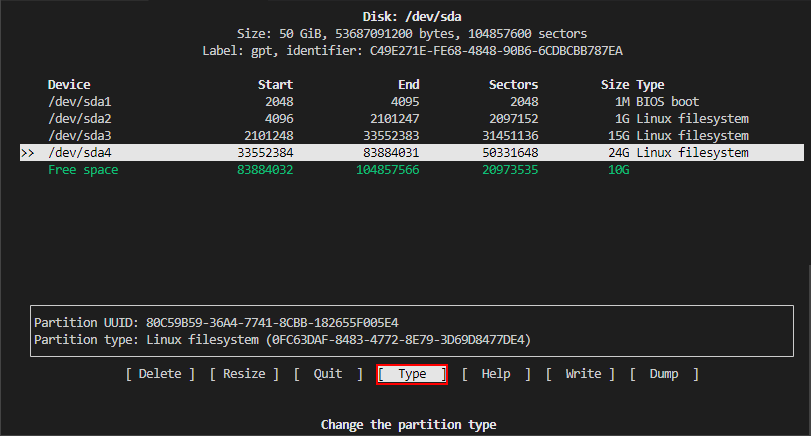 Disk: /dev/sda
Size: 50 GiB, 53687091200 bytes, 104857600 sectors
Label: gpt, identifier: C49E271E-FE68-4848-90B6-6CDBCBB787EA
Device Start End Sectors Size Type
/dev/sda1 2048 4095 2048 1M BIOS boot
/dev/sda2 4096 2101247 2097152 1G Linux filesystem
/dev/sda3 2101248 33552383 31451136 15G Linux filesystem
>> /dev/sda4 33552384 83884031 50331648 24G Linux filesystem
Free space 83884032 104857566 20973535 10G
Partition UUID: 80C59B59-36A4-7741-8CBB-182655F005E4
Partition type: Linux filesystem (0FC63DAF-8483-4772-8E79-3D69D8477DE4)
[ Delete ] [ Resize ] [ Quit ] [ Type ] [ Help ] [ Write ] [ Dump ]
Change the partition type